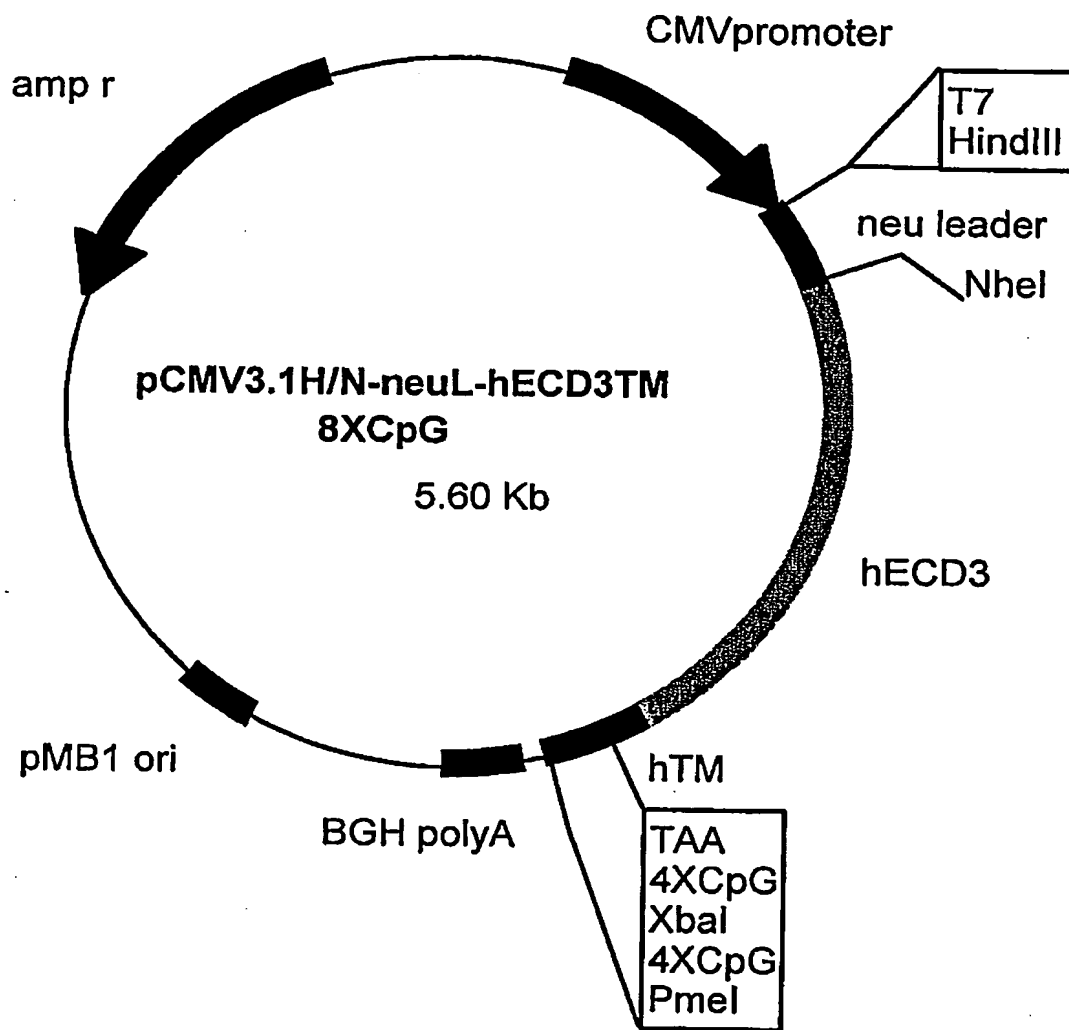 CMVpromoter
amp r
T7
HindIII
neu leader
NheI
pCMV3.1H/N-neuL-hECD3TM
8XCpG
5.60 Kb
hECD3
pMB1 ori
hTM
BGH polyA
TAA
4XCpG
XbaI
4XCpG
PmeI